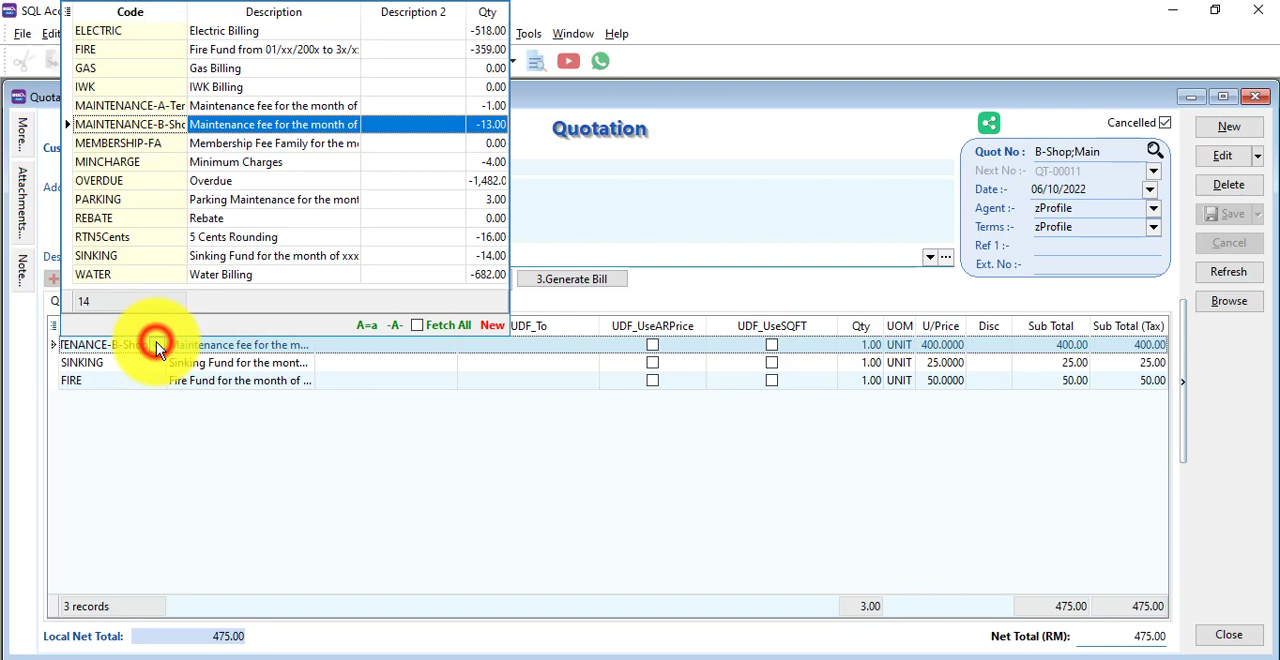 SQL Acc
File Edit Tools Window Help
Code Description Description 2 Qty
ELECTRIC Electric Billing -518.00
FIRE Fire Fund from 01/xx/200x to 3x/x: -359.00
GAS Gas Billing 0.00
IWK IWK Billing 0.00
MAINTENANCE-A-Ter Maintenance fee for the month of -1.00
MAINTENANCE-B-Sho Maintenance fee for the month of -13.00
MEMBERSHIP-FA Membership Fee Family for the m 0.00
MINCHARGE Minimum Charges -4.00
OVERDUE Overdue -1,482.0
PARKING Parking Maintenance for the mont 3.00
REBATE Rebate 0.00
RTN5Cents 5 Cents Rounding -16.00
SINKING Sinking Fund for the month of xxx -14.00
WATER Water Billing -682.00
14
A=a -A- Fetch All New
Quota
More...
Attachments...
Note...
Cus
Add
Des
Quotation
Cancelled
Quot No : B-Shop;Main
Next No :- QT-00011
Date :- 06/10/2022
Agent :- zProfile
Terms :- zProfile
Ref 1 :-
Ext. No :-
3.Generate Bill
New
Edit
Delete
Save
Cancel
Refresh
Browse
UDF_To UDF_UseARPrice UDF_UseSQFT Qty UOM U/Price Disc Sub Total Sub Total (Tax)
TENANCE-B-Shop Maintenance fee for the m... 1.00 UNIT 400.0000 400.00 400.00
SINKING Sinking Fund for the mont... 1.00 UNIT 25.0000 25.00 25.00
FIRE Fire Fund for the month of ... 1.00 UNIT 50.0000 50.00 50.00
3 records 3.00 475.00 475.00
Local Net Total: 475.00 Net Total (RM): 475.00
Close